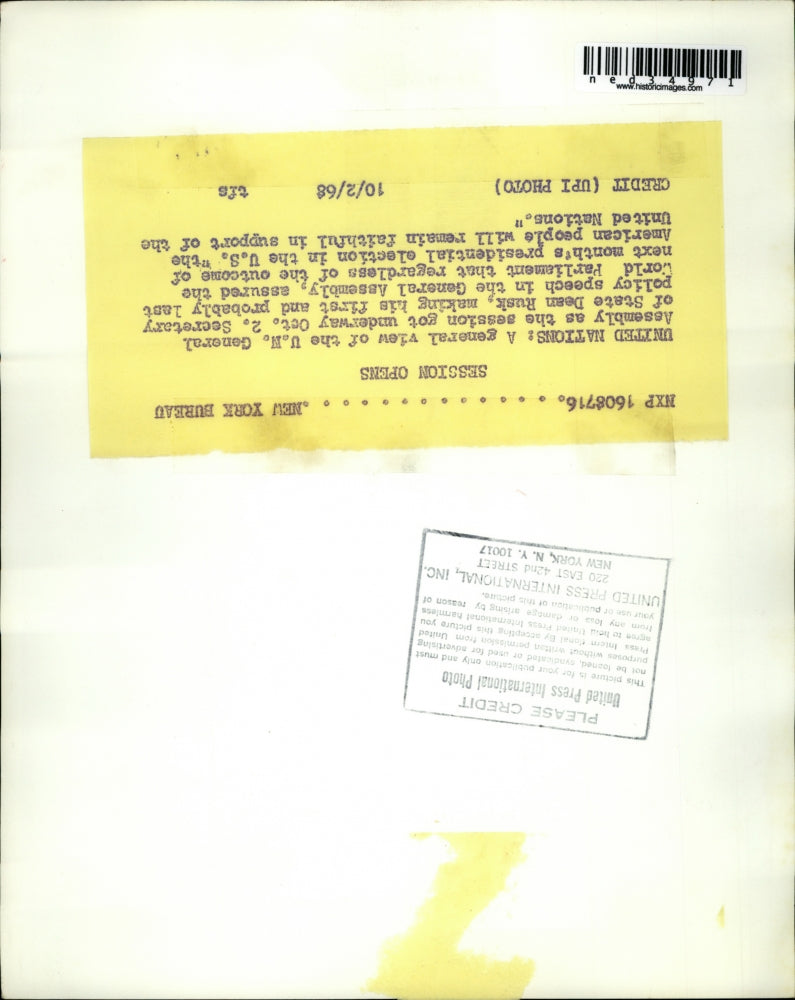 ned34971
www.historicimages.com
NXP 1608716. . . . . . . . . . . . . . .NEW YORK BUREAU
SESSION OPENS
UNITED NATIONS: A general view of the U.N. General
Assembly as the session got underway Oct. 2. Secretary
of State Dean Rusk, making his first and probably last
policy speech in the General Assembly, assured the
World Parliament that regardless of the outcome of
next month's presidential election in the U.S. "the
American people will remain faithful in support of the
United Nations."
CREDIT (UPI PHOTO) 10/2/68 tfs
PLEASE CREDIT
United Press International Photo
This picture is for your publication only and must
not be loaned, syndicated or used for advertising
purposes without written permission from United
Press International By accepting this picture you
agree to hold United Press International harmless
from any loss or damage arising by reason of
your use or publication of this picture.
UNITED PRESS INTERNATIONAL, INC.
220 EAST 42nd STREET
NEW YORK, N. Y. 10017